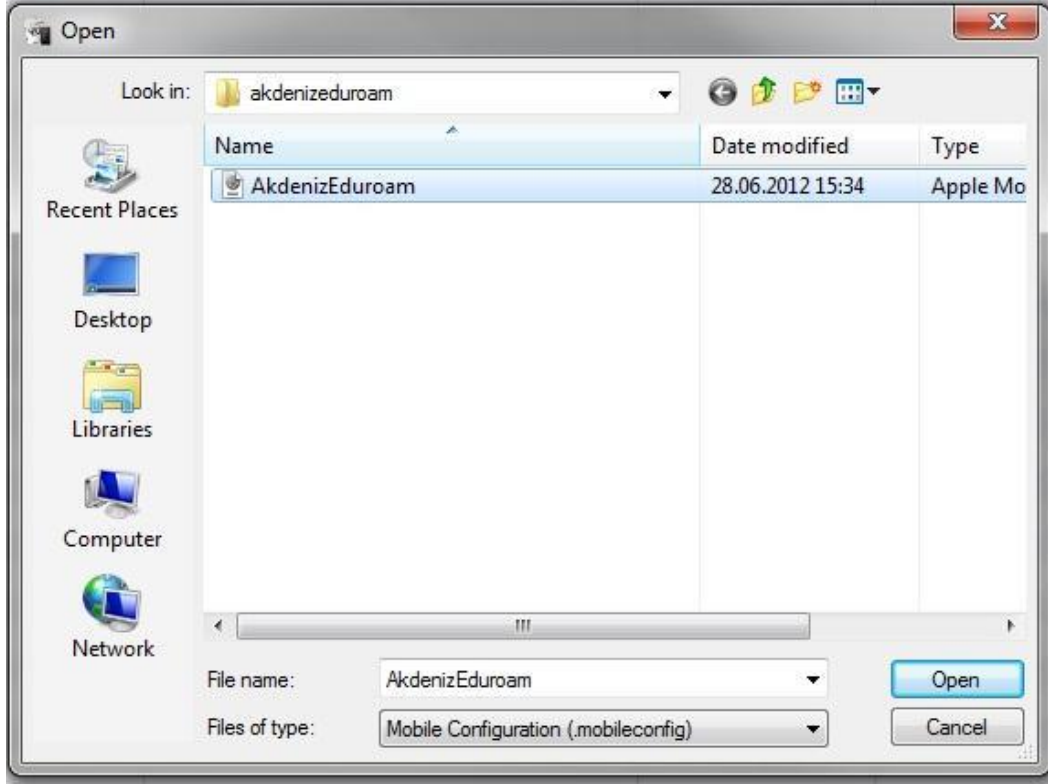 Open
Look in: akdenizeduroam
Name Date modified Type
AkdenizEduroam 28.06.2012 15:34 Apple Mo
Recent Places
Desktop
Libraries
Computer
Network
File name: AkdenizEduroam Open
Files of type: Mobile Configuration (.mobileconfig) Cancel